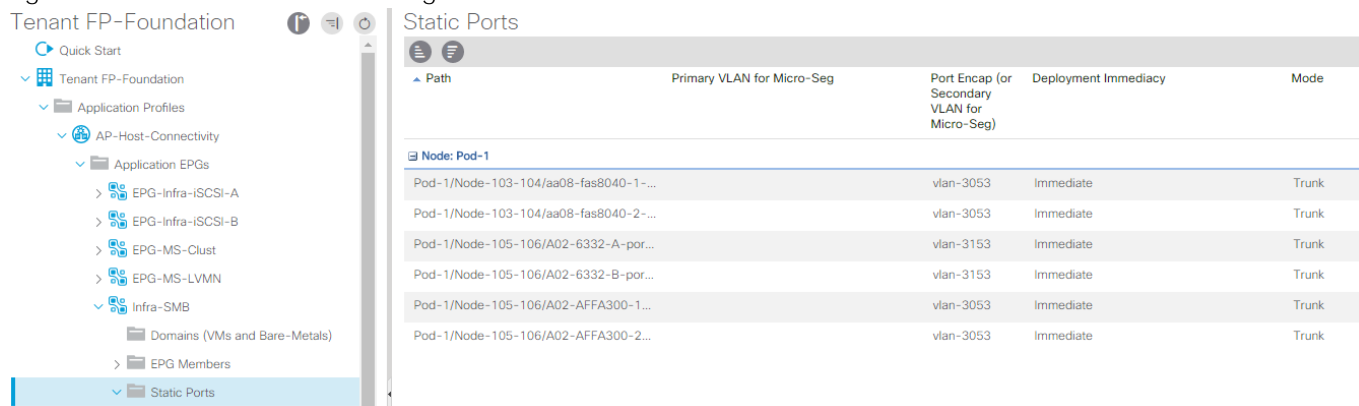 Tenant FP-Foundation
Quick Start
Tenant FP-Foundation
Application Profiles
AP-Host-Connectivity
Application EPGs
EPG-Infra-iSCSI-A
EPG-Infra-iSCSI-B
EPG-MS-Clust
EPG-MS-LVMN
Infra-SMB
Domains (VMs and Bare-Metals)
EPG Members
Static Ports
Static Ports
Path Primary VLAN for Micro-Seg Port Encap (or Secondary VLAN for Micro-Seg) Deployment Immediacy Mode
Node: Pod-1
Pod-1/Node-103-104/aa08-fas8040-1-... vlan-3053 Immediate Trunk
Pod-1/Node-103-104/aa08-fas8040-2-... vlan-3053 Immediate Trunk
Pod-1/Node-105-106/A02-6332-A-por... vlan-3153 Immediate Trunk
Pod-1/Node-105-106/A02-6332-B-por... vlan-3153 Immediate Trunk
Pod-1/Node-105-106/A02-AFFA300-1... vlan-3053 Immediate Trunk
Pod-1/Node-105-106/A02-AFFA300-2... vlan-3053 Immediate Trunk